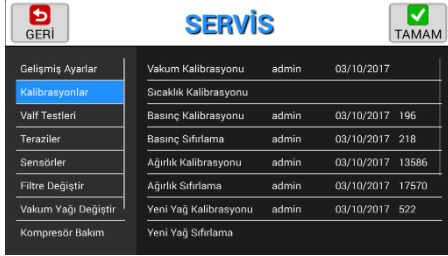 GERİ
SERVİS
TAMAM
Gelişmiş Ayarlar
Kalibrasyonlar
Valf Testleri
Teraziler
Sensörler
Filtre Değiştir
Vakum Yağı Değiştir
Kompresör Bakım
Vakum Kalibrasyonu admin 03/10/2017
Sıcaklık Kalibrasyonu
Basınç Kalibrasyonu admin 03/10/2017 196
Basınç Sıfırlama admin 03/10/2017 218
Ağırlık Kalibrasyonu admin 03/10/2017 13586
Ağırlık Sıfırlama admin 03/10/2017 17570
Yeni Yağ Kalibrasyonu admin 03/10/2017 522
Yeni Yağ Sıfırlama